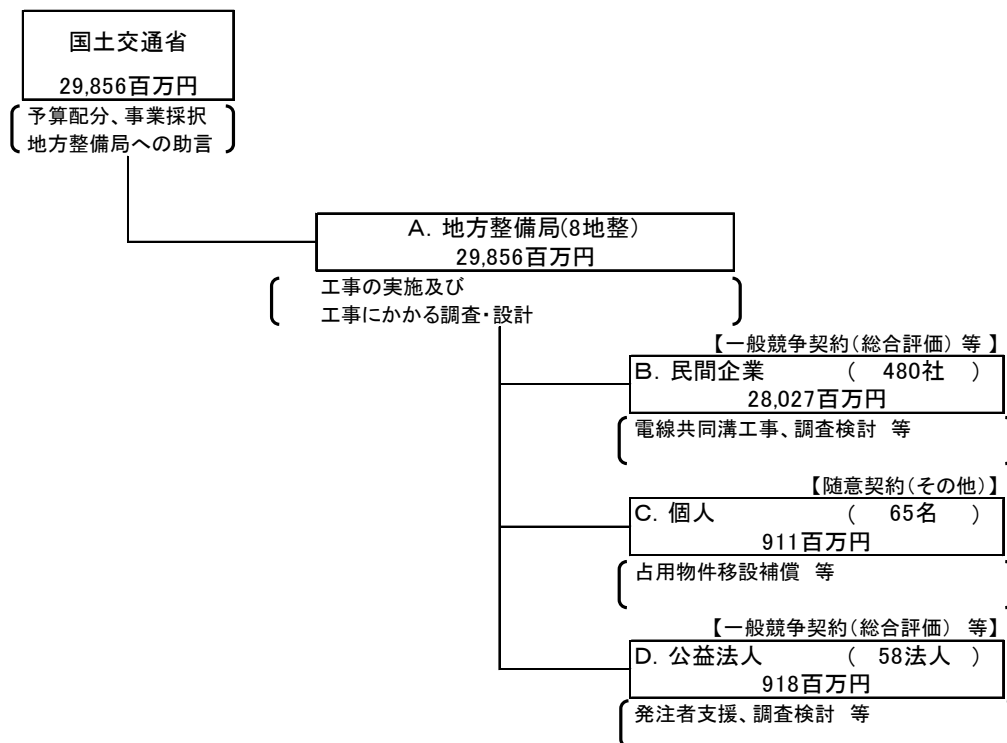 国土交通省
29,856百万円
予算配分、事業採択
地方整備局への助言
A．地方整備局(8地整）
29,856百万円
工事の実施及び
工事にかかる調査・設計
【一般競争契約（総合評価） 等 】
B．民間企業 （ 480社 ）
28,027百万円
電線共同溝工事、調査検討 等
【随意契約（その他）】
C．個人 （ 65名 ）
911百万円
占用物件移設補償 等
【一般競争契約（総合評価） 等】
D．公益法人 （ 58法人 ）
918百万円
発注者支援、調査検討 等